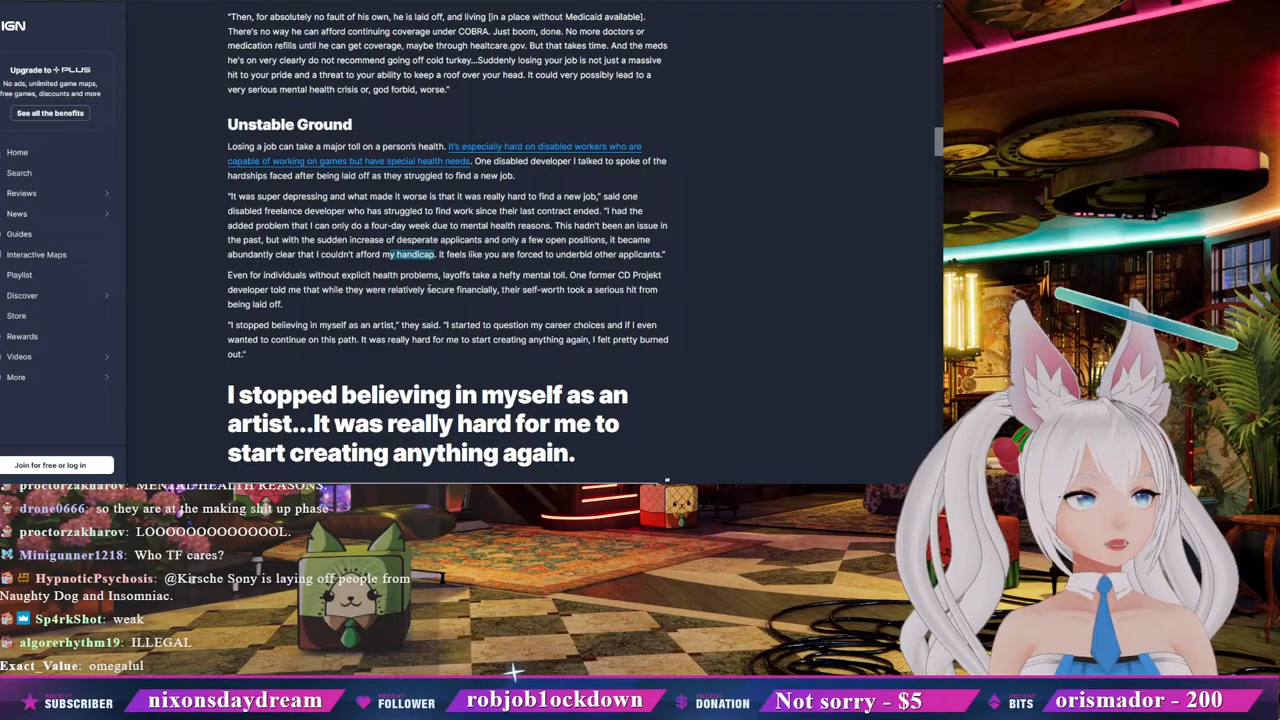 IGN
Upgrade to PLUS
No ads, unlimited game maps,
free games, discounts and more
See all the benefits
Home
Search
Reviews
News
Guides
Interactive Maps
Playlist
Discover
Store
Rewards
Videos
More
Join for free or log in
"Then, for absolutely no fault of his own, he is laid off, and living [in a place without Medicaid available].
There's no way he can afford continuing coverage under COBRA. Just boom, done. No more doctors or
medication refills until he can get coverage, maybe through healtcare.gov. But that takes time. And the meds
he's on very clearly do not recommend going off cold turkey...Suddenly losing your job is not just a massive
hit to your pride and a threat to your ability to keep a roof over your head. It could very possibly lead to a
very serious mental health crisis or, god forbid, worse."
Unstable Ground
Losing a job can take a major toll on a person's health. It's especially hard on disabled workers who are
capable of working on games but have special health needs. One disabled developer I talked to spoke of the
hardships faced after being laid off as they struggled to find a new job.
"It was super depressing and what made it worse is that it was really hard to find a new job," said one
disabled freelance developer who has struggled to find work since their last contract ended. "I had the
added problem that I can only do a four-day week due to mental health reasons. This hadn't been an issue in
the past, but with the sudden increase of desperate applicants and only a few open positions, it became
abundantly clear that I couldn't afford my handicap. It feels like you are forced to underbid other applicants."
Even for individuals without explicit health problems, layoffs take a hefty mental toll. One former CD Projekt
developer told me that while they were relatively secure financially, their self-worth took a serious hit from
being laid off.
"I stopped believing in myself as an artist," they said. "I started to question my career choices and if I even
wanted to continue on this path. It was really hard for me to start creating anything again, I felt pretty burned
out."
I stopped believing in myself as an
artist...It was really hard for me to
start creating anything again.
proctorzakharov: MENTAL HEALTH REASONS.
drone0666: so they are at the making shit up phase
proctorzakharov: LOOOOOOOOOOOOL.
Minigunner1218: Who TF cares?
HypnoticPsychosis: @Kirsche Sony is laying off people from
Naughty Dog and Insomniac.
Sp4rkShot: weak
algorerhythm19: ILLEGAL
Exact_Value: omegalul
RECENT SUBSCRIBER nixonsdaydream
RECENT FOLLOWER robjob1ockdown
RECENT DONATION Not sorry - $5
RECENT BITS orismador - 200